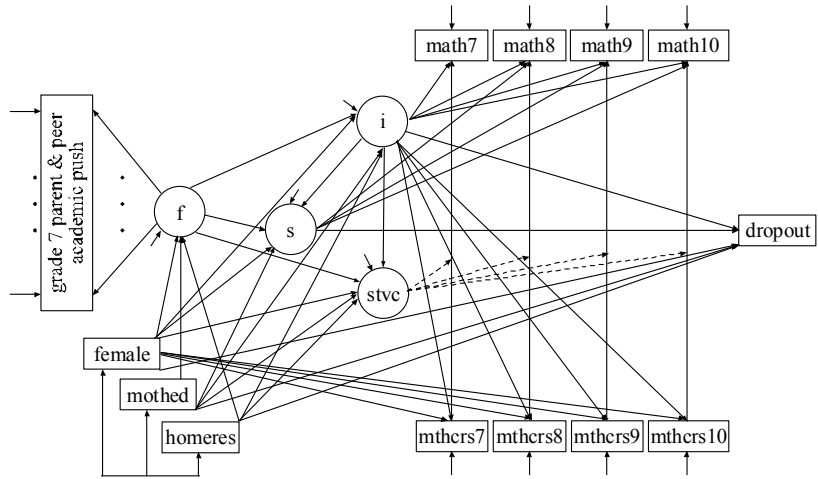 math7
math8
math9
math10
i
grade 7 parent & peer
academic push
f
s
dropout
stvc
female
mothed
homeres
mthcrs7
mthcrs8
mthcrs9
mthcrs10